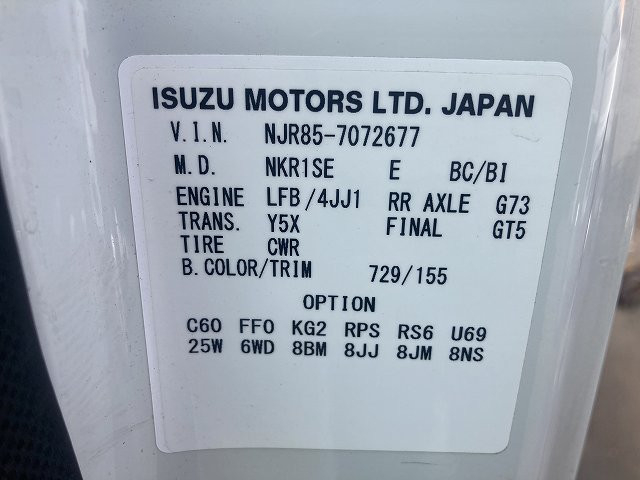 ISUZU MOTORS LTD. JAPAN
V.I.N. NJR85-7072677
M.D. NKR1SE E BC/BI
ENGINE LFB/4JJ1 RR AXLE G73
TRANS. Y5X FINAL GT5
TIRE CWR
B.COLOR/TRIM 729/155
OPTION
C60 FF0 KG2 RPS RS6 U69
25W 6WD 8BM 8JJ 8JM 8NS